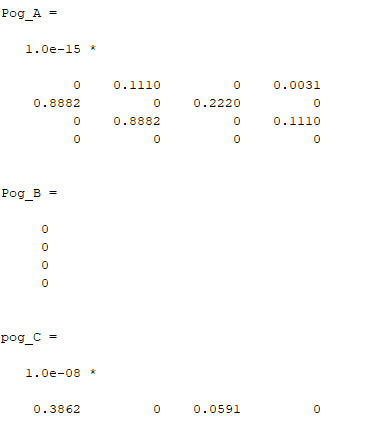 Pog_A =
1.0e-15 *
0 0.1110 0 0.0031
0.8882 0 0.2220 0
0 0.8882 0 0.1110
0 0 0 0
Pog_B =
0
0
0
0
pog_C =
1.0e-08 *
0.3862 0 0.0591 0